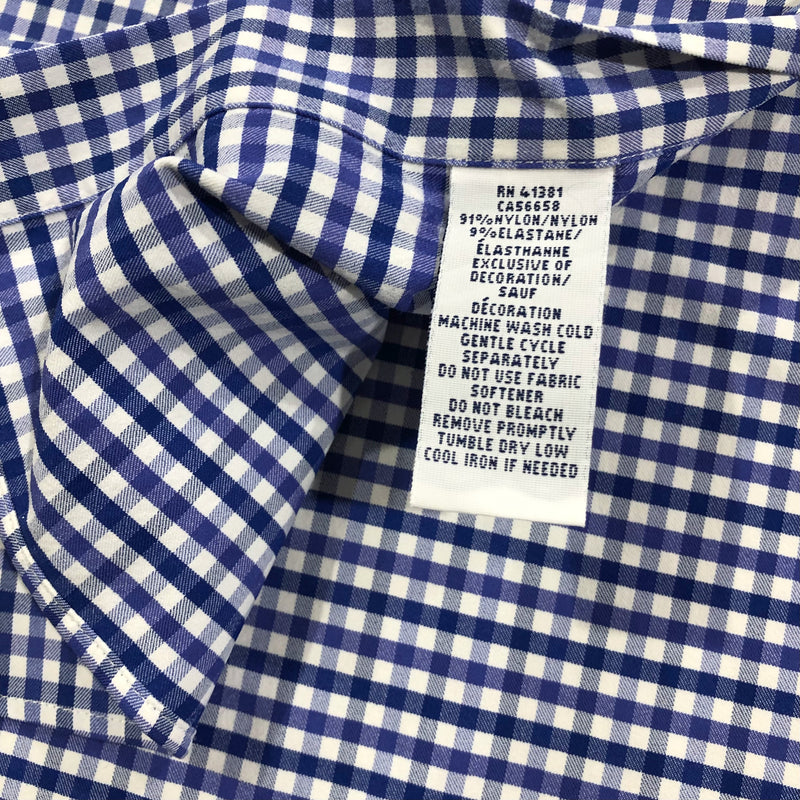 RN 41381
CA56658
91%NYLON/NYLON
9%ELASTANE/
ÉLASTHANNE
EXCLUSIVE OF
DECORATION/
SAUF
DÉCORATION
MACHINE WASH COLD
GENTLE CYCLE
SEPARATELY
DO NOT USE FABRIC
SOFTENER
DO NOT BLEACH
REMOVE PROMPTLY
TUMBLE DRY LOW
COOL IRON IF NEEDED